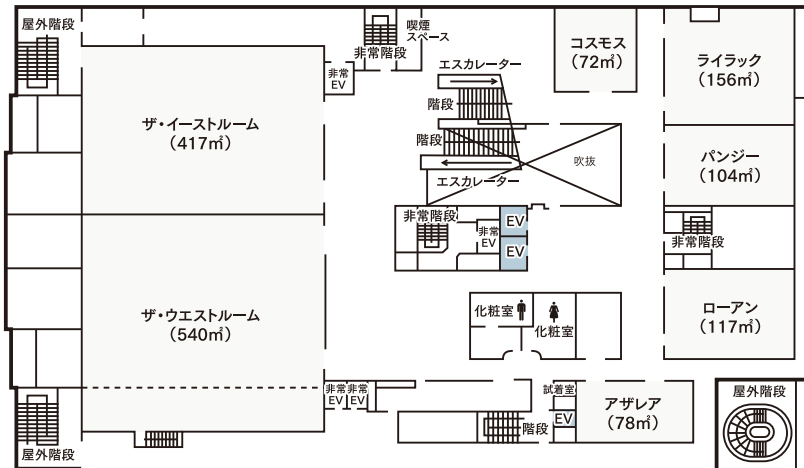 屋外階段
喫煙
スペース
非常階段
非常
EV
エスカレーター
階段
階段
エスカレーター
吹抜
コスモス
(72㎡)
ライラック
(156㎡)
ザ・イーストルーム
(417㎡)
パンジー
(104㎡)
非常階段
非常
EV
EV
EV
非常階段
ザ・ウエストルーム
(540㎡)
化粧室
化粧室
ローアン
(117㎡)
非常
EV
非常
EV
試着室
EV
階段
アザレア
(78㎡)
屋外階段
屋外階段